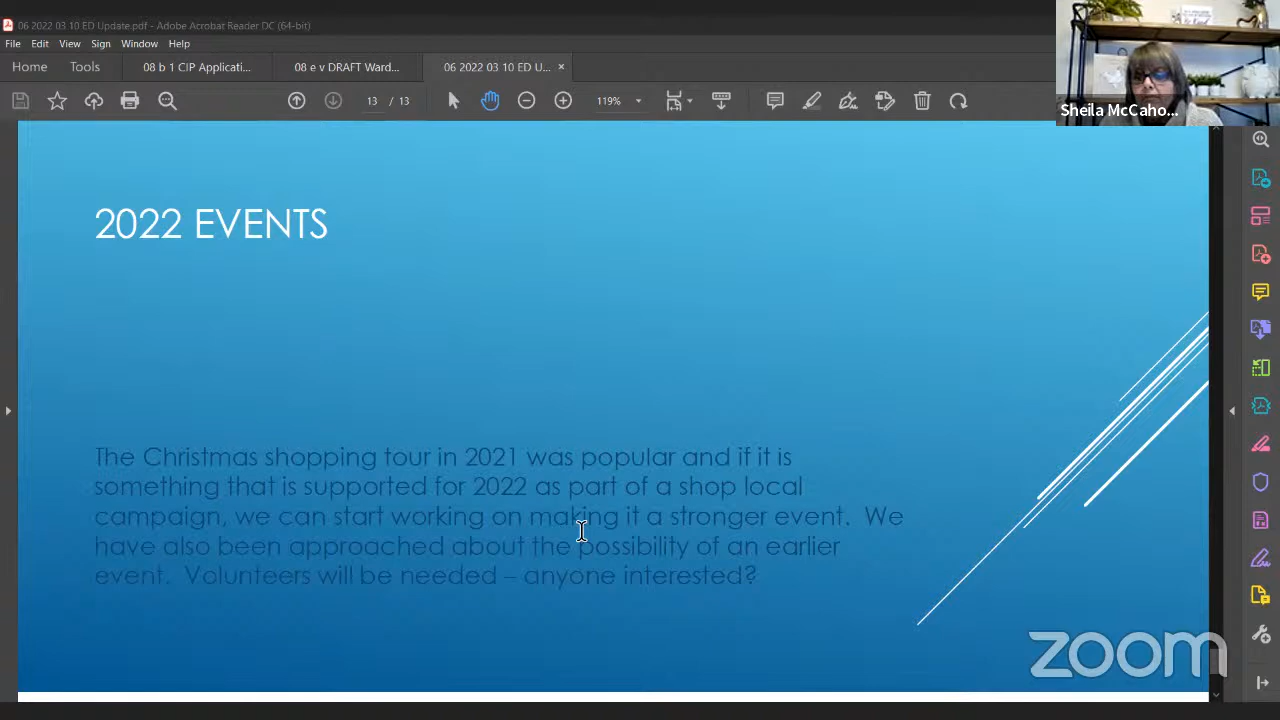 06 2022 03 10 ED Update.pdf - Adobe Acrobat Reader DC (64-bit)
File Edit View Sign Window Help
Home Tools 08 b 1 CIP Applicati... 08 e v DRAFT Ward... 06 2022 03 10 ED U... ×
13 / 13 119%
Sheila McCaho...
2022 EVENTS
The Christmas shopping tour in 2021 was popular and if it is
something that is supported for 2022 as part of a shop local
campaign, we can start working on making it a stronger event. We
have also been approached about the possibility of an earlier
event. Volunteers will be needed – anyone interested?
zoom